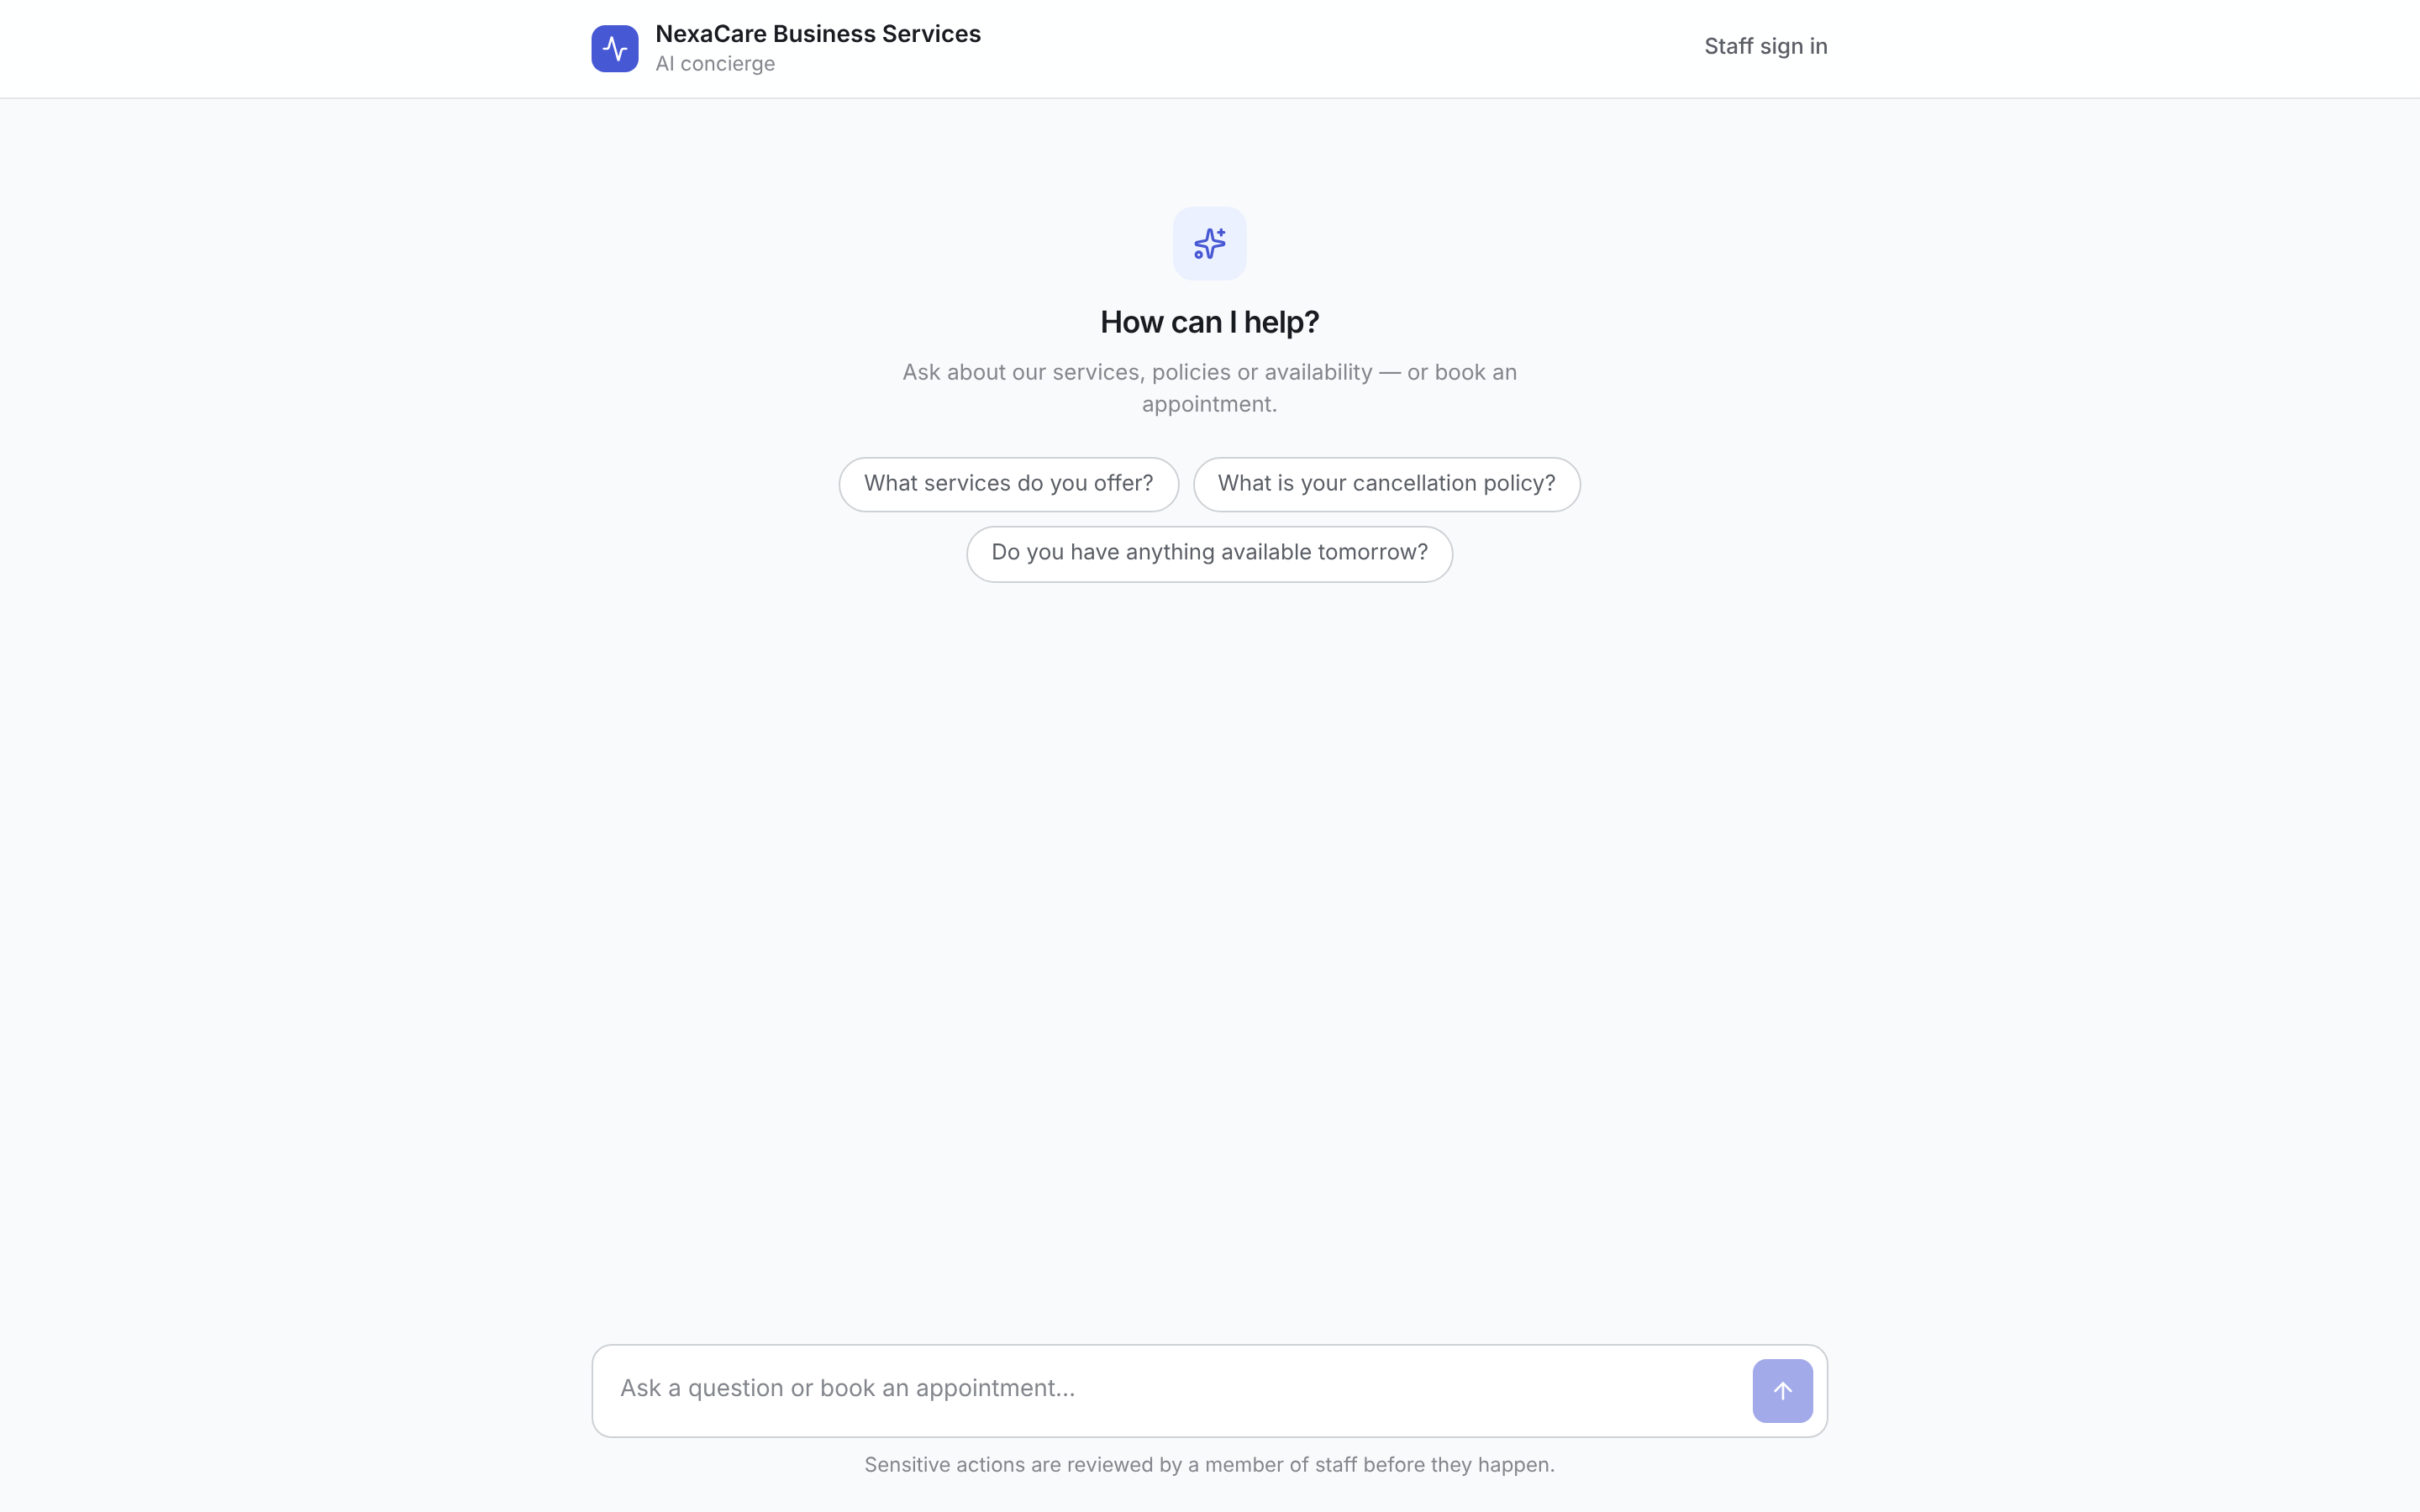 NexaCare Business Services
AI concierge
Staff sign in
How can I help?
Ask about our services, policies or availability — or book an
appointment.
What services do you offer?
What is your cancellation policy?
Do you have anything available tomorrow?
Ask a question or book an appointment...
Sensitive actions are reviewed by a member of staff before they happen.